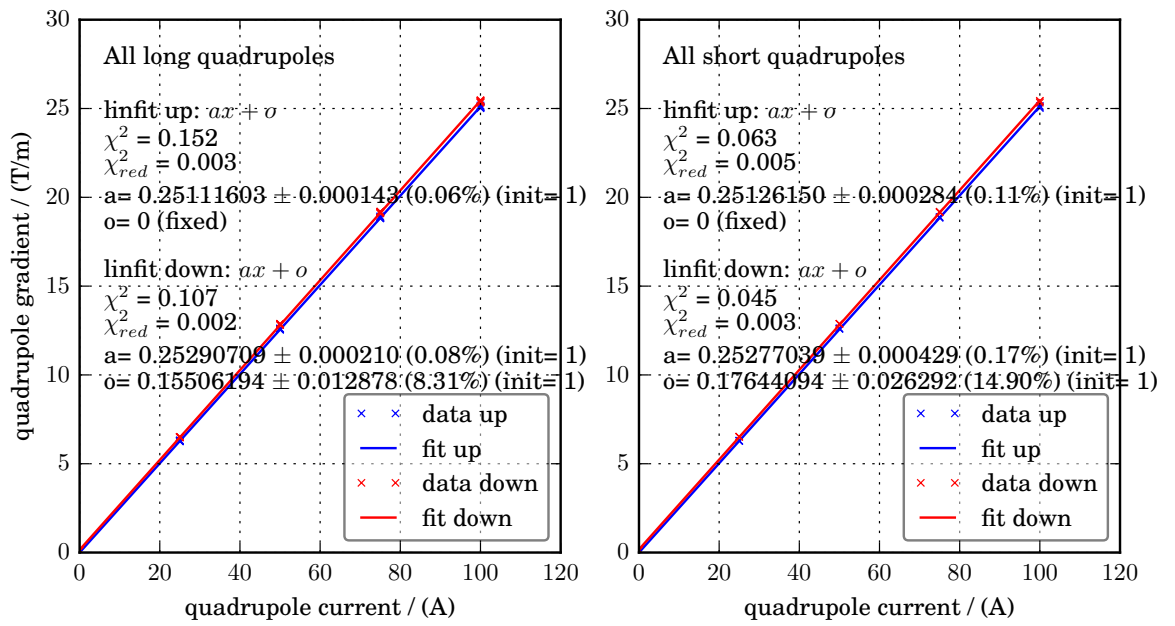 All long quadrupoles
linfit up: ax + o
χ² = 0.152
χ²red = 0.003
a= 0.25111603 ± 0.000143 (0.06%) (init= 1)
o= 0 (fixed)
linfit down: ax + o
χ² = 0.107
χ²red = 0.002
a= 0.25290709 ± 0.000210 (0.08%) (init= 1)
o= 0.15506194 ± 0.012878 (8.31%) (init= 1)
data up
fit up
data down
fit down
30
25
20
15
10
5
0
0 20 40 60 80 100 120
quadrupole gradient / (T/m)
quadrupole current / (A)
All short quadrupoles
linfit up: ax + o
χ² = 0.063
χ²red = 0.005
a= 0.25126150 ± 0.000284 (0.11%) (init= 1)
o= 0 (fixed)
linfit down: ax + o
χ² = 0.045
χ²red = 0.003
a= 0.25277039 ± 0.000429 (0.17%) (init= 1)
o= 0.17644094 ± 0.026292 (14.90%) (init= 1)
data up
fit up
data down
fit down
30
25
20
15
10
5
0
0 20 40 60 80 100 120
quadrupole current / (A)